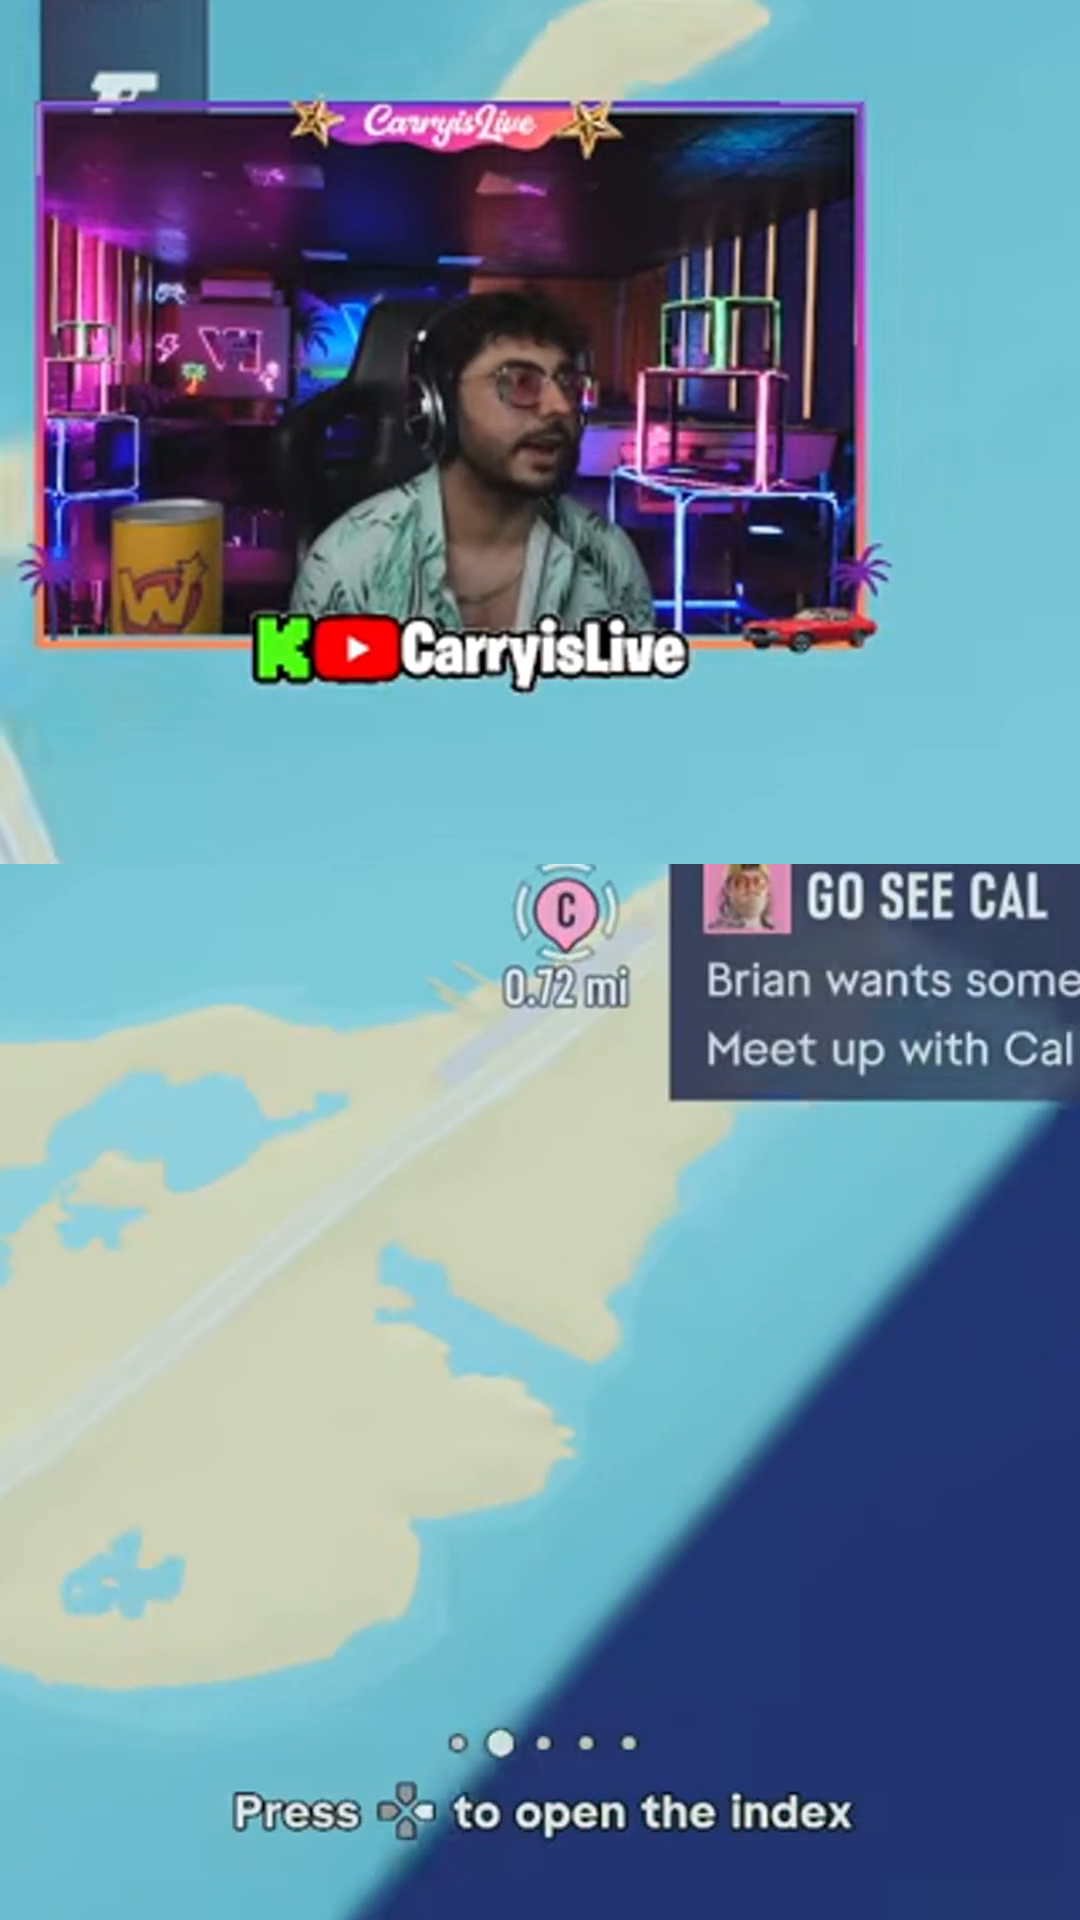 CarryisLive
W
K CarryisLive
C
0.72 mi
GO SEE CAL
Brian wants some
Meet up with Cal
Press to open the index